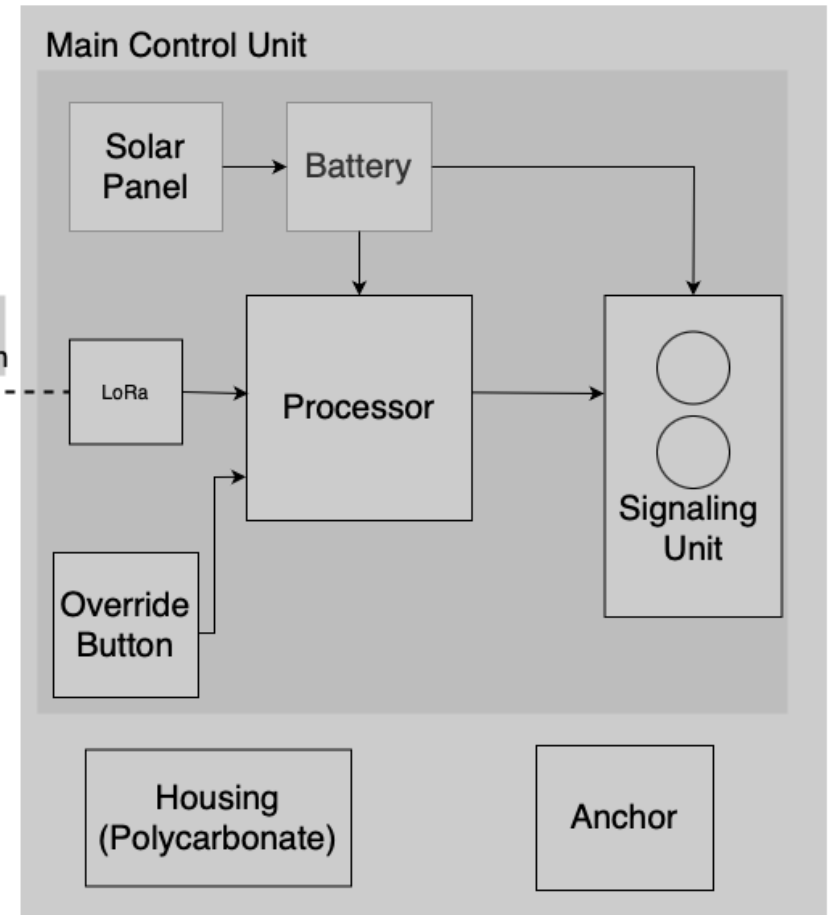 Main Control Unit
Solar
Panel
Battery
LoRa
Processor
Signaling
Unit
Override
Button
Housing
(Polycarbonate)
Anchor